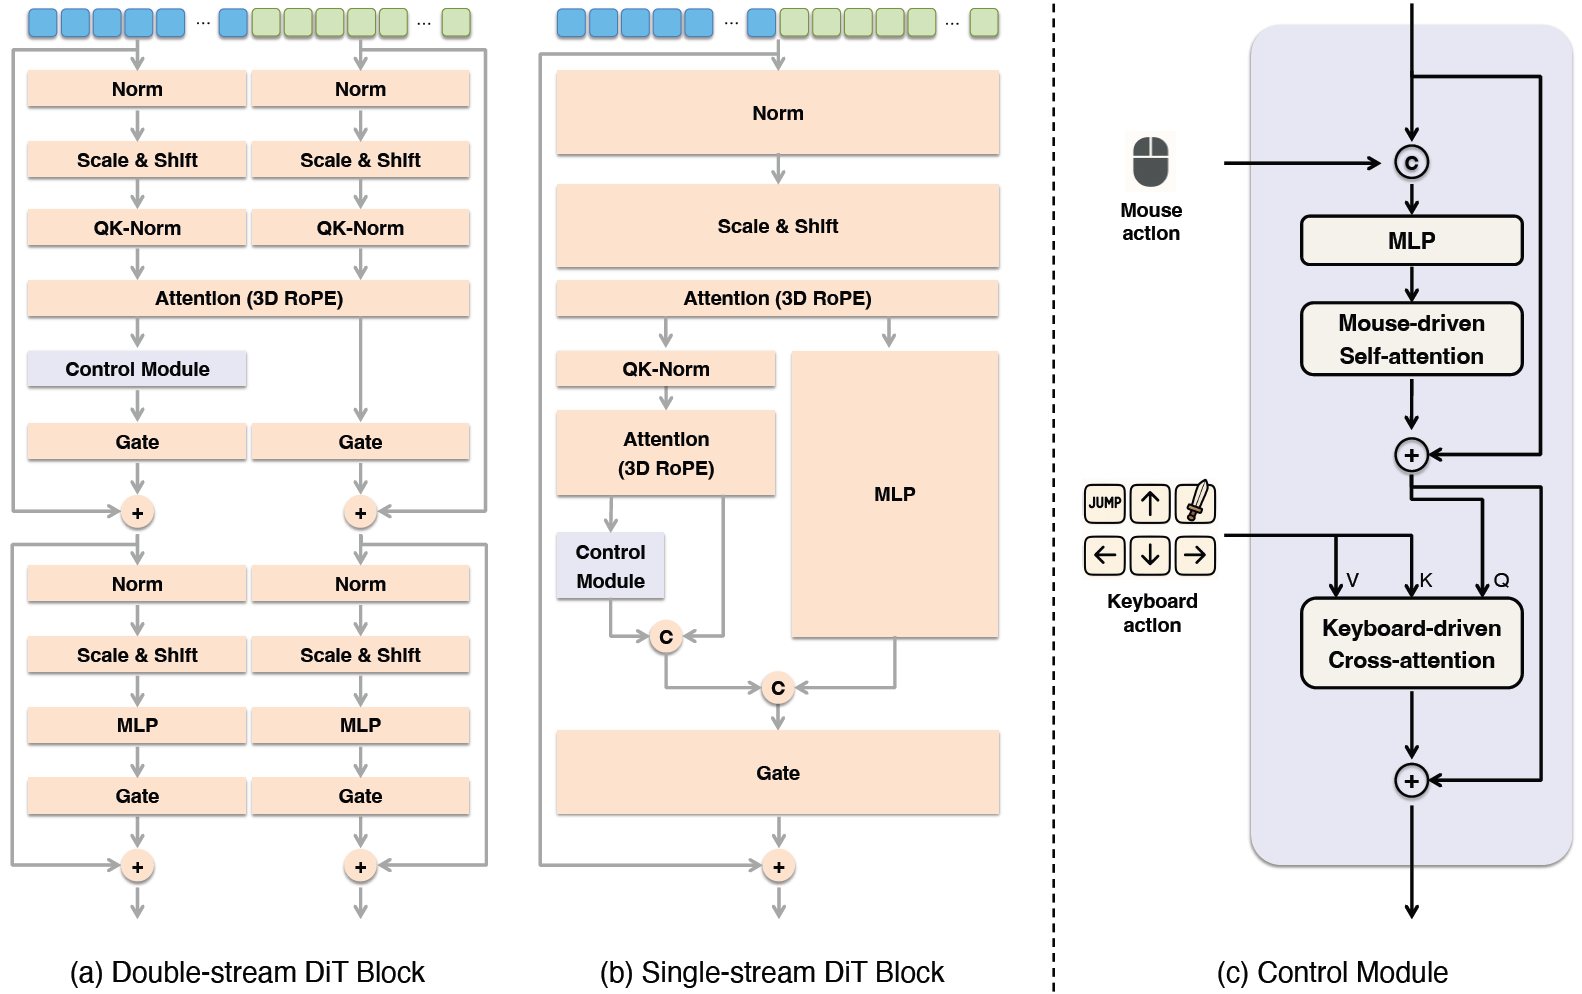 ... ...
Norm Norm
Scale & Shift Scale & Shift
QK-Norm QK-Norm
Attention (3D RoPE)
Control Module
Gate Gate
+ +
Norm Norm
Scale & Shift Scale & Shift
MLP MLP
Gate Gate
+ +
(a) Double-stream DiT Block
... ...
Norm
Scale & Shift
Attention (3D RoPE)
QK-Norm
Attention
(3D RoPE)
MLP
Control
Module
C
C
Gate
+
(b) Single-stream DiT Block
Mouse
action
C
MLP
Mouse-driven
Self-attention
+
JUMP ↑
← ↓ →
Keyboard
action
V K Q
Keyboard-driven
Cross-attention
+
(c) Control Module